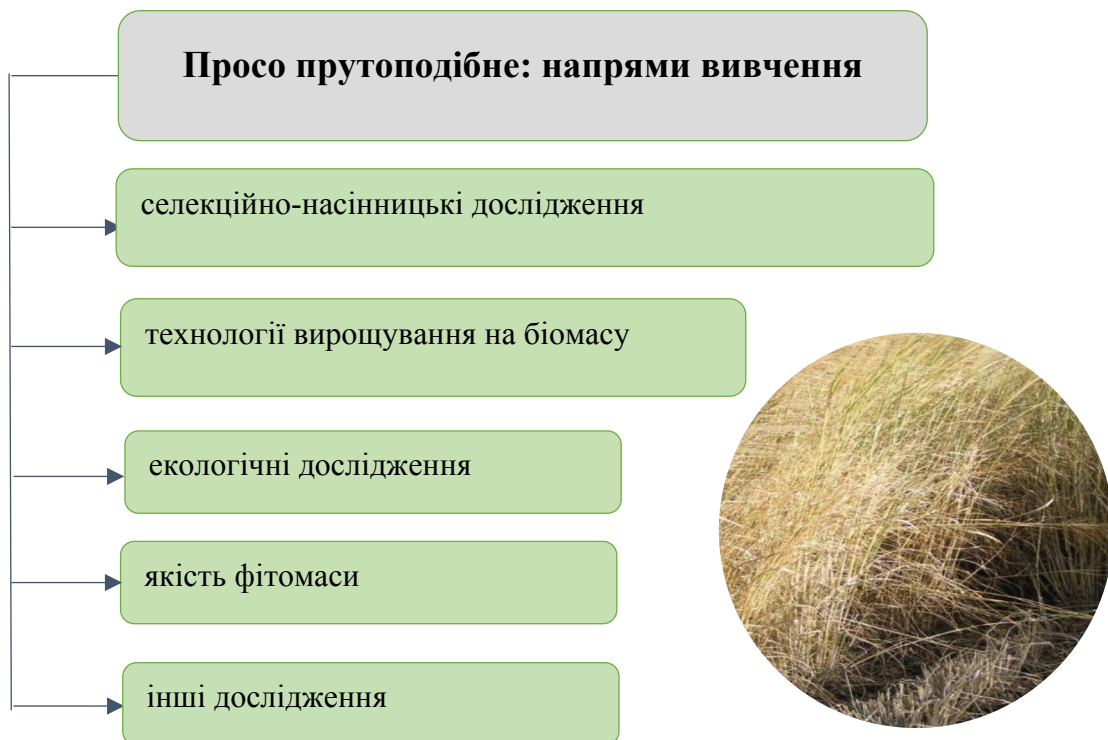 Просо прутоподібне: напрями вивчення
селекційно-насінницькі дослідження
технології вирощування на біомасу
екологічні дослідження
якість фітомаси
інші дослідження